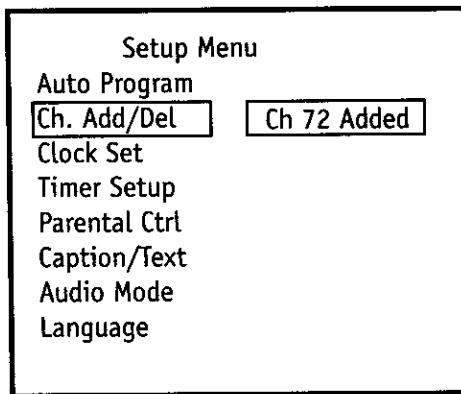 Setup Menu
Auto Program
Ch. Add/Del Ch 72 Added
Clock Set
Timer Setup
Parental Ctrl
Caption/Text
Audio Mode
Language